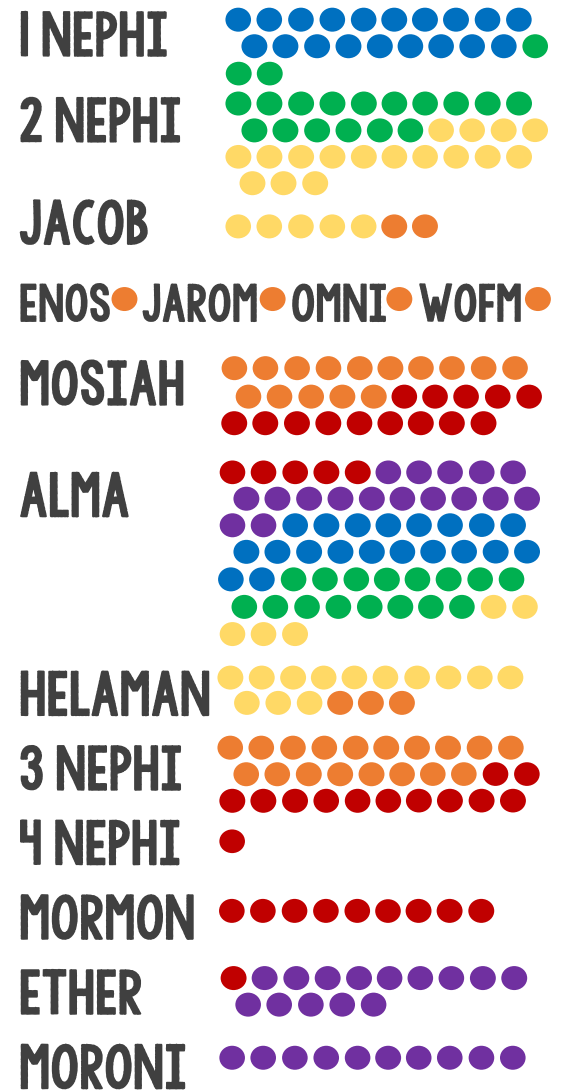 1 NEPHI
2 NEPHI
JACOB
ENOS JAROM OMNI WOFM
MOSIAH
ALMA
HELAMAN
3 NEPHI
4 NEPHI
MORMON
ETHER
MORONI